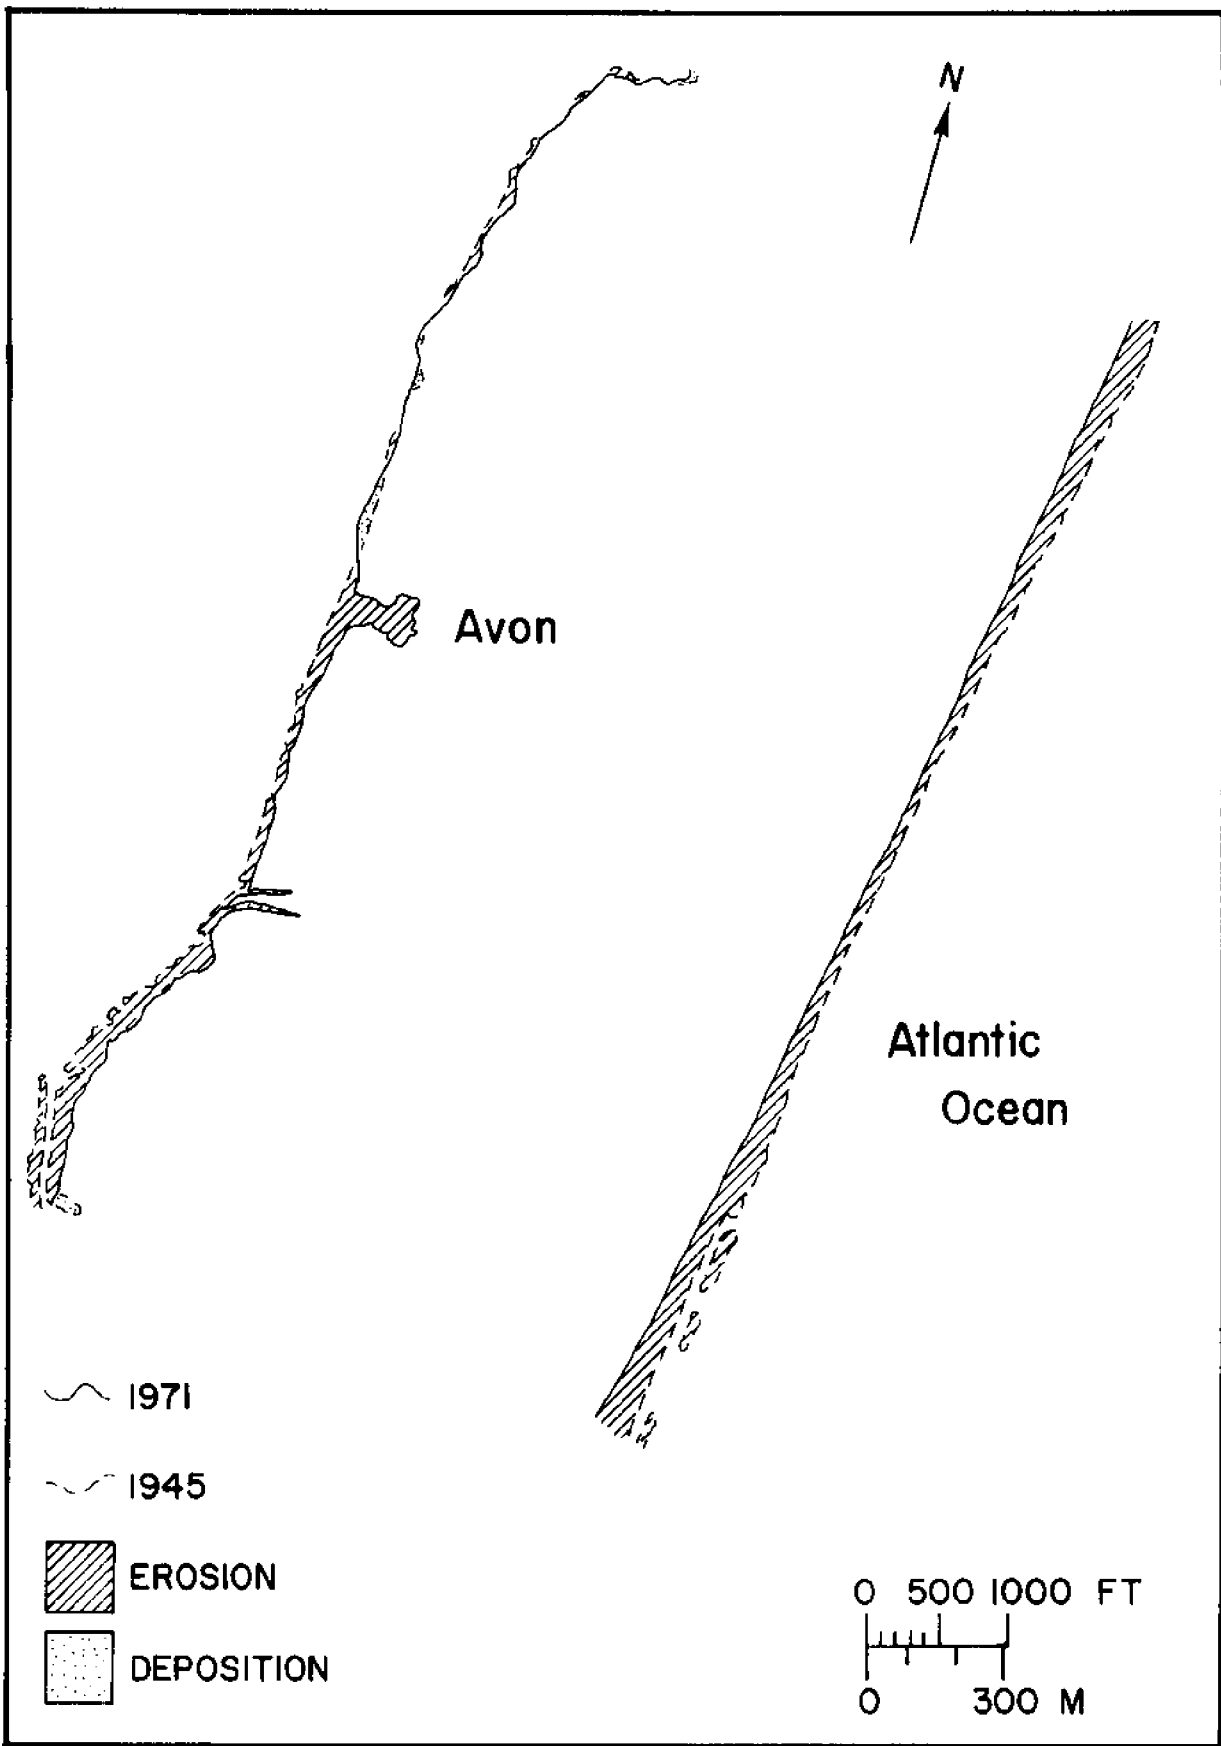 N
Avon
Atlantic
Ocean
1971
1945
EROSION
DEPOSITION
0 500 1000 FT
0 300 M